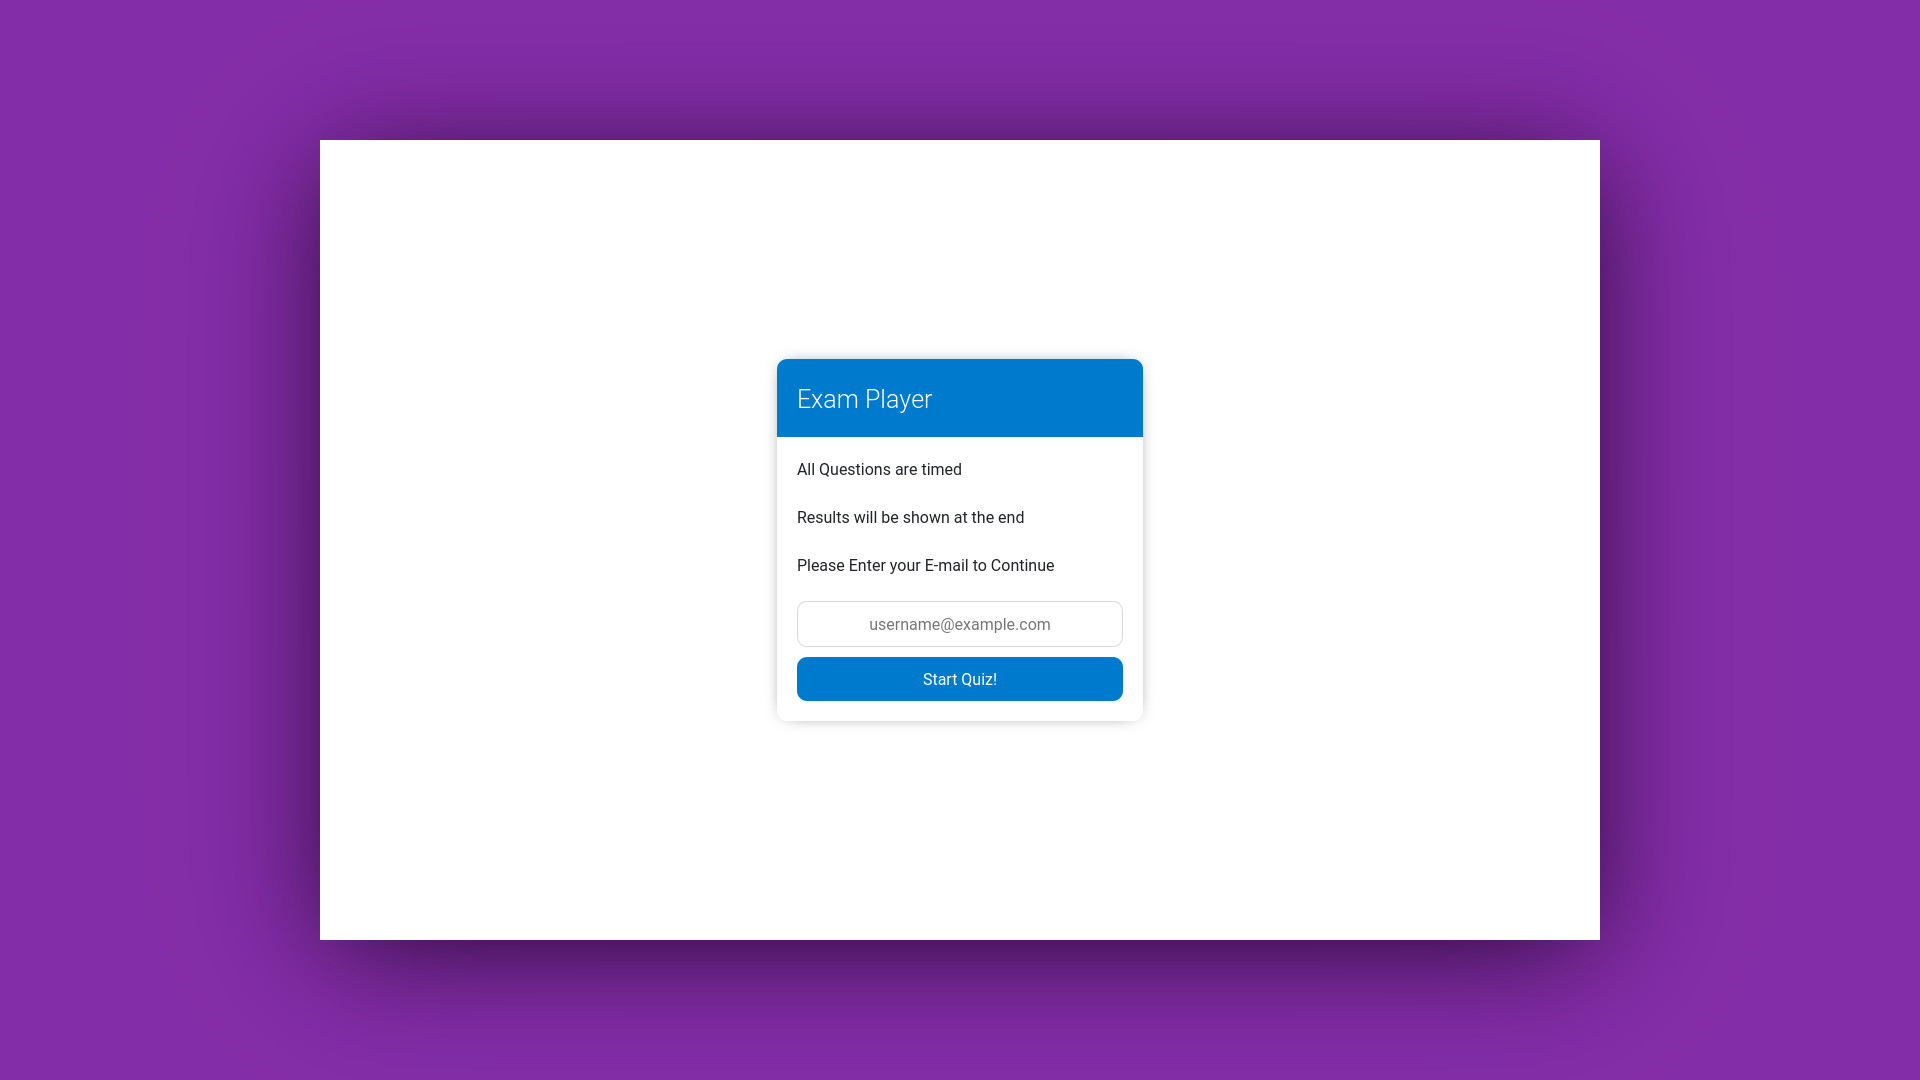 Exam Player
All Questions are timed
Results will be shown at the end
Please Enter your E-mail to Continue
username@example.com
Start Quiz!